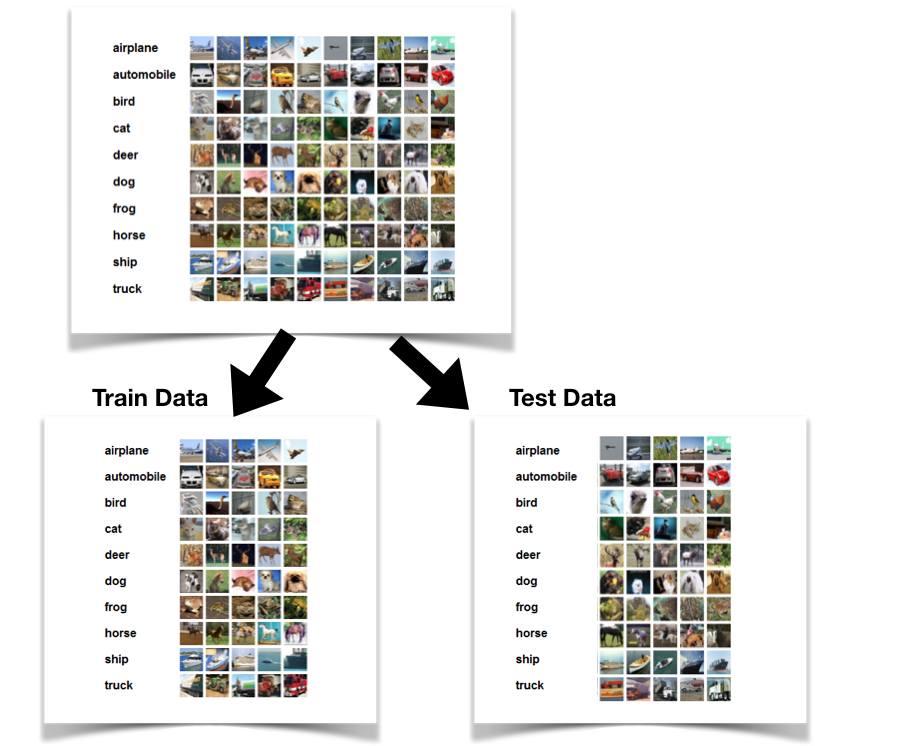 airplane
automobile
bird
cat
deer
dog
frog
horse
ship
truck
Train Data
airplane
automobile
bird
cat
deer
dog
frog
horse
ship
truck
Test Data
airplane
automobile
bird
cat
deer
dog
frog
horse
ship
truck